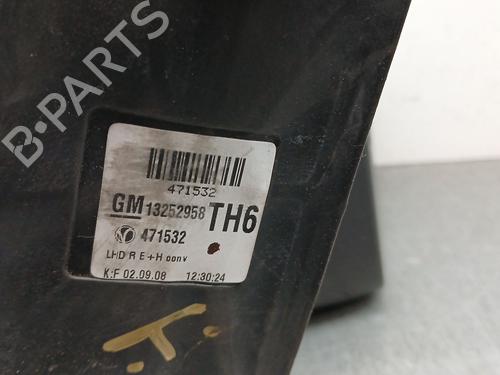 B-PARTS
471532
GM 13252958 TH6
471532
LHD R E+H conv
K:F 02.09.08 12:30:24
.T.